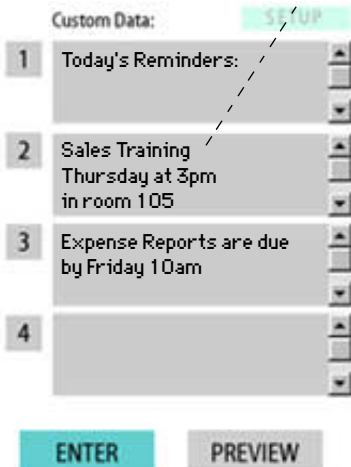 Custom Data:
SETUP
1
Today's Reminders:
2
Sales Training
Thursday at 3pm
in room 105
3
Expense Reports are due
by Friday 10am
4
ENTER
PREVIEW